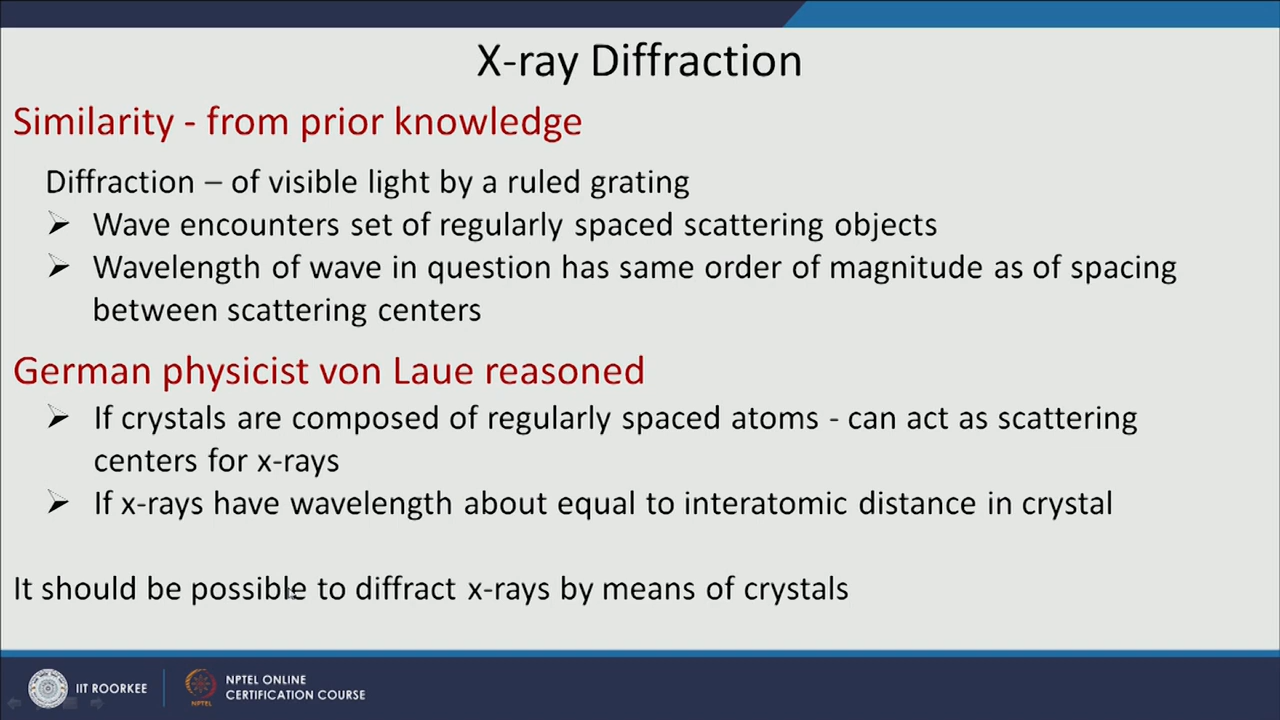 X-ray Diffraction
Similarity - from prior knowledge
Diffraction – of visible light by a ruled grating
➢ Wave encounters set of regularly spaced scattering objects
➢ Wavelength of wave in question has same order of magnitude as of spacing
between scattering centers
German physicist von Laue reasoned
➢ If crystals are composed of regularly spaced atoms - can act as scattering
centers for x-rays
➢ If x-rays have wavelength about equal to interatomic distance in crystal
It should be possible to diffract x-rays by means of crystals
IIT ROORKEE
NPTEL ONLINE
CERTIFICATION COURSE
NPTEL